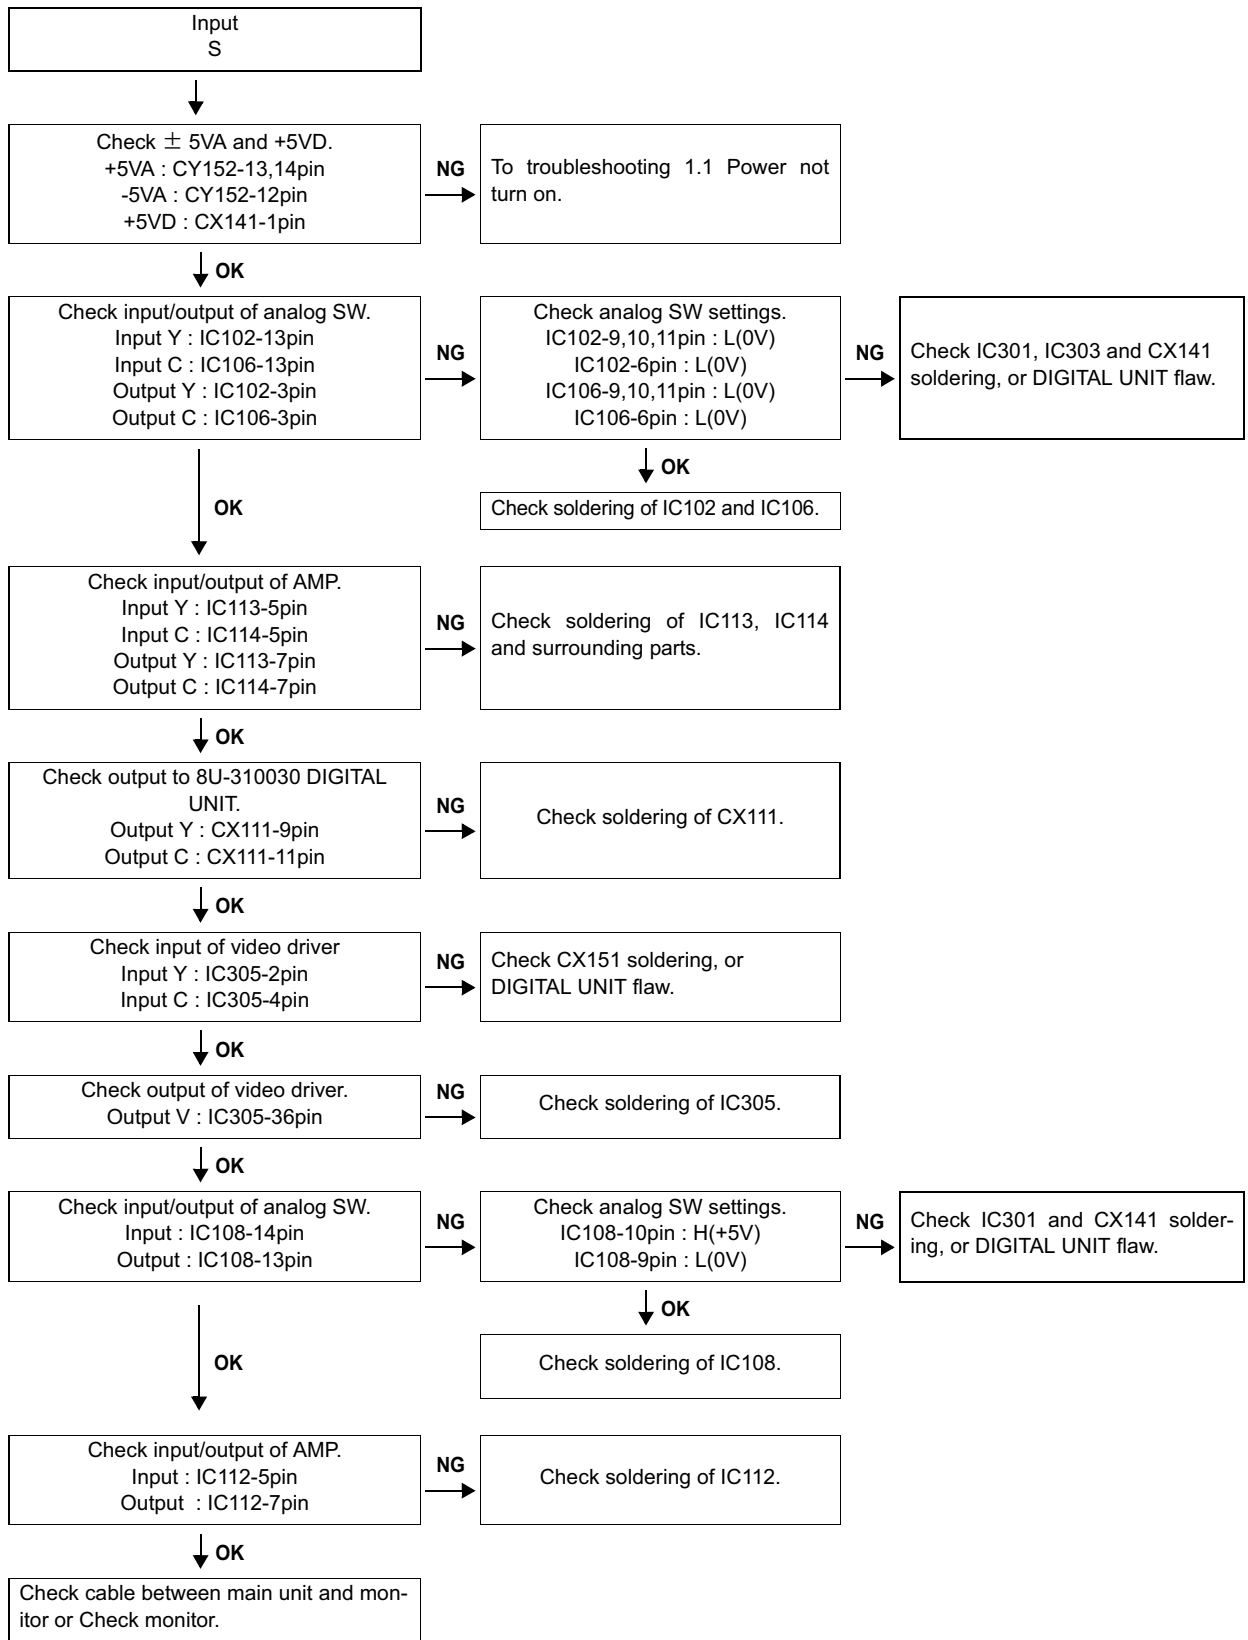 Input
S
Check ± 5VA and +5VD.
+5VA : CY152-13,14pin
-5VA : CY152-12pin
+5VD : CX141-1pin
NG
To troubleshooting 1.1 Power not
turn on.
OK
Check input/output of analog SW.
Input Y : IC102-13pin
Input C : IC106-13pin
Output Y : IC102-3pin
Output C : IC106-3pin
NG
Check analog SW settings.
IC102-9,10,11pin : L(0V)
IC102-6pin : L(0V)
IC106-9,10,11pin : L(0V)
IC106-6pin : L(0V)
NG
Check IC301, IC303 and CX141
soldering, or DIGITAL UNIT flaw.
OK
Check soldering of IC102 and IC106.
OK
Check input/output of AMP.
Input Y : IC113-5pin
Input C : IC114-5pin
Output Y : IC113-7pin
Output C : IC114-7pin
NG
Check soldering of IC113, IC114
and surrounding parts.
OK
Check output to 8U-310030 DIGITAL
UNIT.
Output Y : CX111-9pin
Output C : CX111-11pin
NG
Check soldering of CX111.
OK
Check input of video driver
Input Y : IC305-2pin
Input C : IC305-4pin
NG
Check CX151 soldering, or
DIGITAL UNIT flaw.
OK
Check output of video driver.
Output V : IC305-36pin
NG
Check soldering of IC305.
OK
Check input/output of analog SW.
Input : IC108-14pin
Output : IC108-13pin
NG
Check analog SW settings.
IC108-10pin : H(+5V)
IC108-9pin : L(0V)
NG
Check IC301 and CX141 solder-
ing, or DIGITAL UNIT flaw.
OK
Check soldering of IC108.
OK
Check input/output of AMP.
Input : IC112-5pin
Output : IC112-7pin
NG
Check soldering of IC112.
OK
Check cable between main unit and mon-
itor or Check monitor.